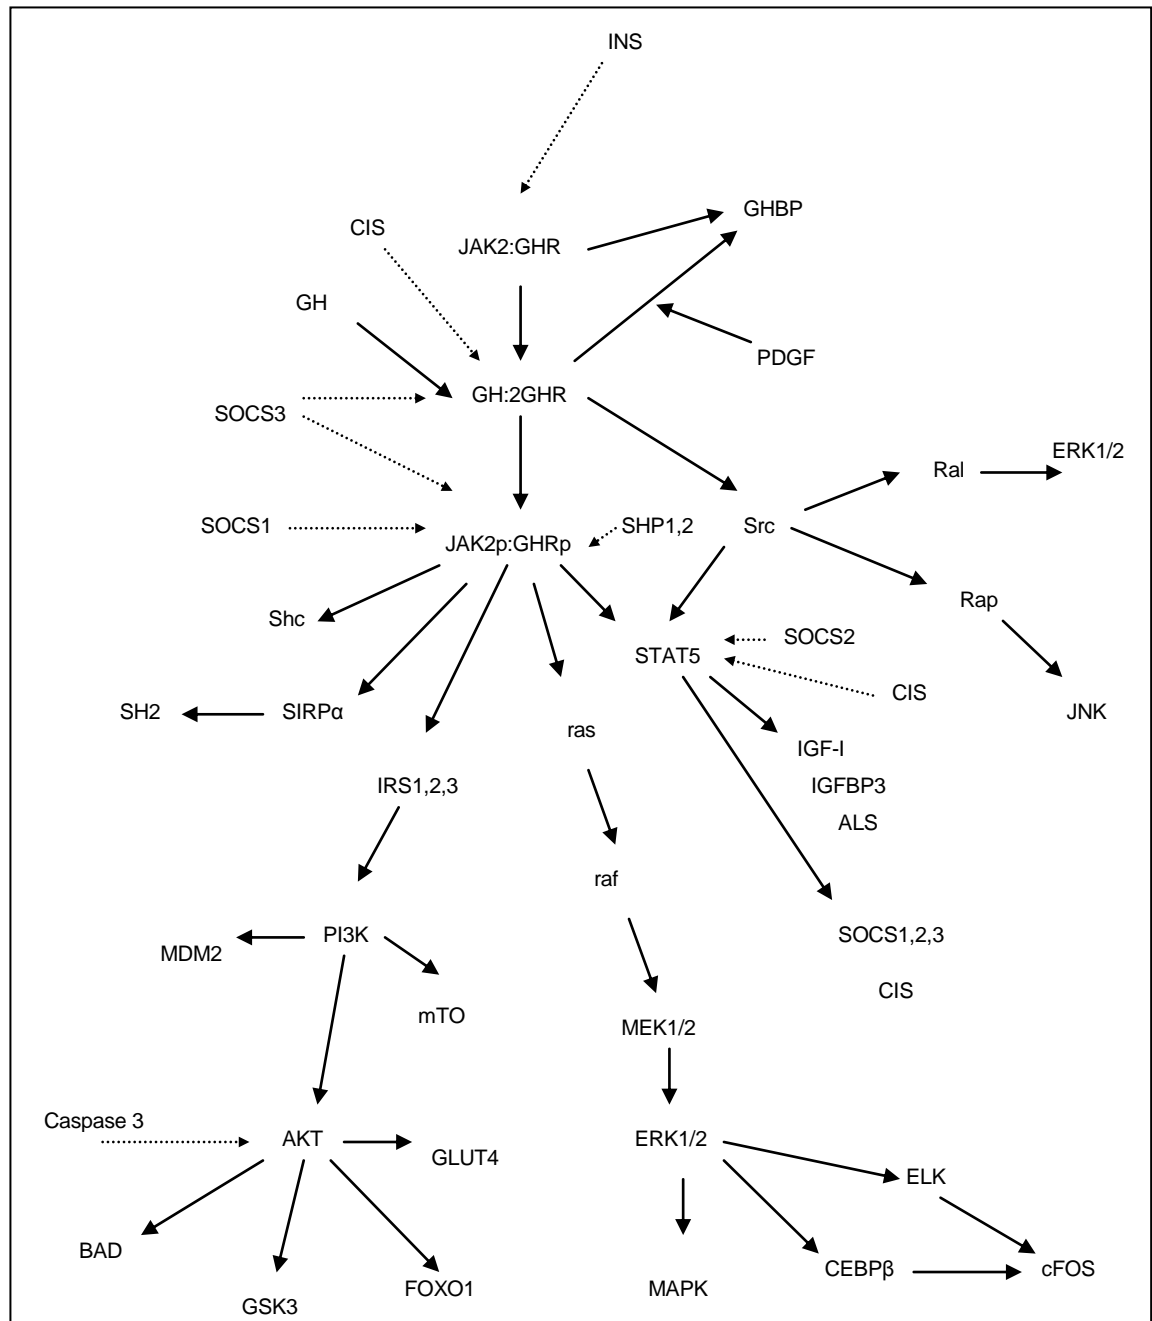 INS
GHBP
CIS
JAK2:GHR
GH
PDGF
GH:2GHR
SOCS3
ERK1/2
Ral
SOCS1
SHP1,2
Src
JAK2p:GHRp
Rap
Shc
SOCS2
STAT5
CIS
SH2
SIRPα
JNK
ras
IGF-I
IRS1,2,3
IGFBP3
ALS
raf
PI3K
SOCS1,2,3
MDM2
CIS
mTO
MEK1/2
Caspase 3
AKT
ERK1/2
GLUT4
ELK
BAD
CEBPβ
cFOS
FOXO1
MAPK
GSK3